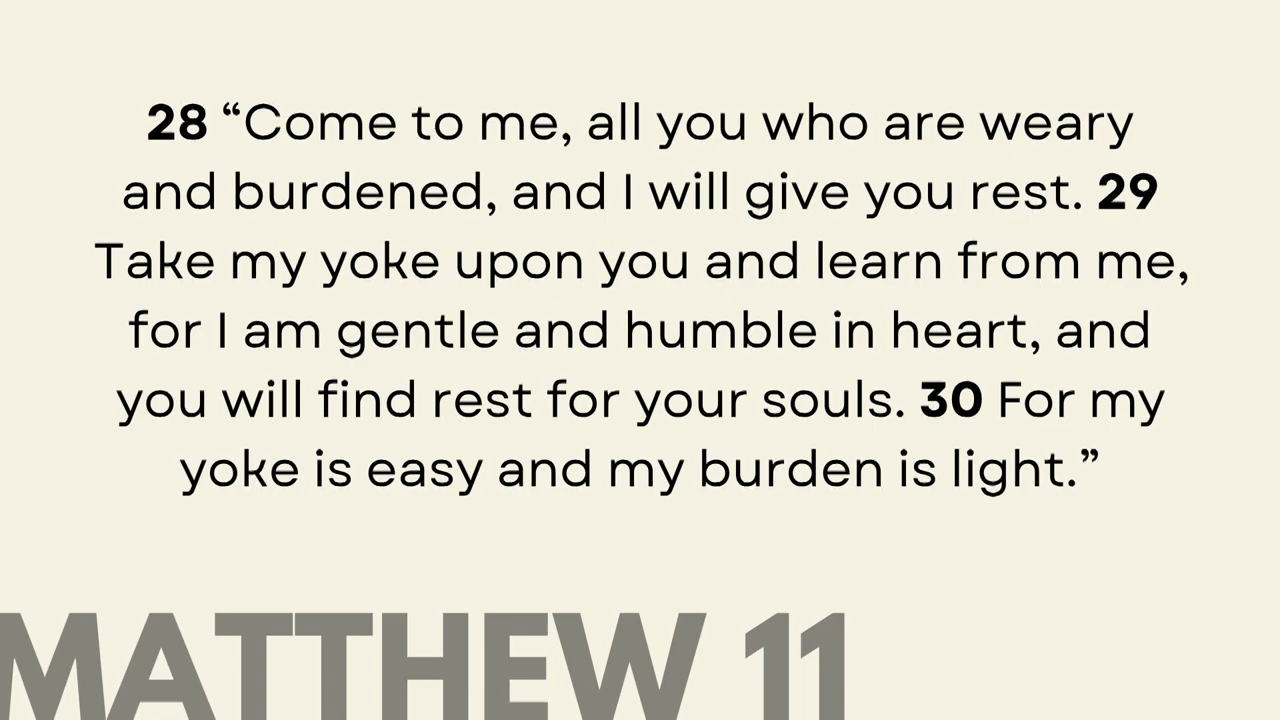 28 “Come to me, all you who are weary
and burdened, and I will give you rest. 29
Take my yoke upon you and learn from me,
for I am gentle and humble in heart, and
you will find rest for your souls. 30 For my
yoke is easy and my burden is light.”
MATTHEW 11